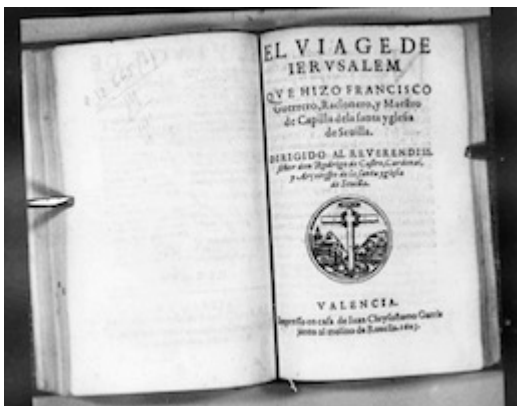 EL VIAGE DE
IERVSALEM
QVE HIZO FRANCISCO
Guerrero, Racionero, y Maestro
de Capilla dela santa yglesia
de Seuilla.
DIRIGIDO AL REVERENDISS.
señor don Rodrigo de Castro, Cardenal,
y Arçobispo de la santa yglesia
de Seuilla.
VALENCIA.
Impresso en casa de Iuan Chrysostomo Garriz
junto al molino de Rouella.